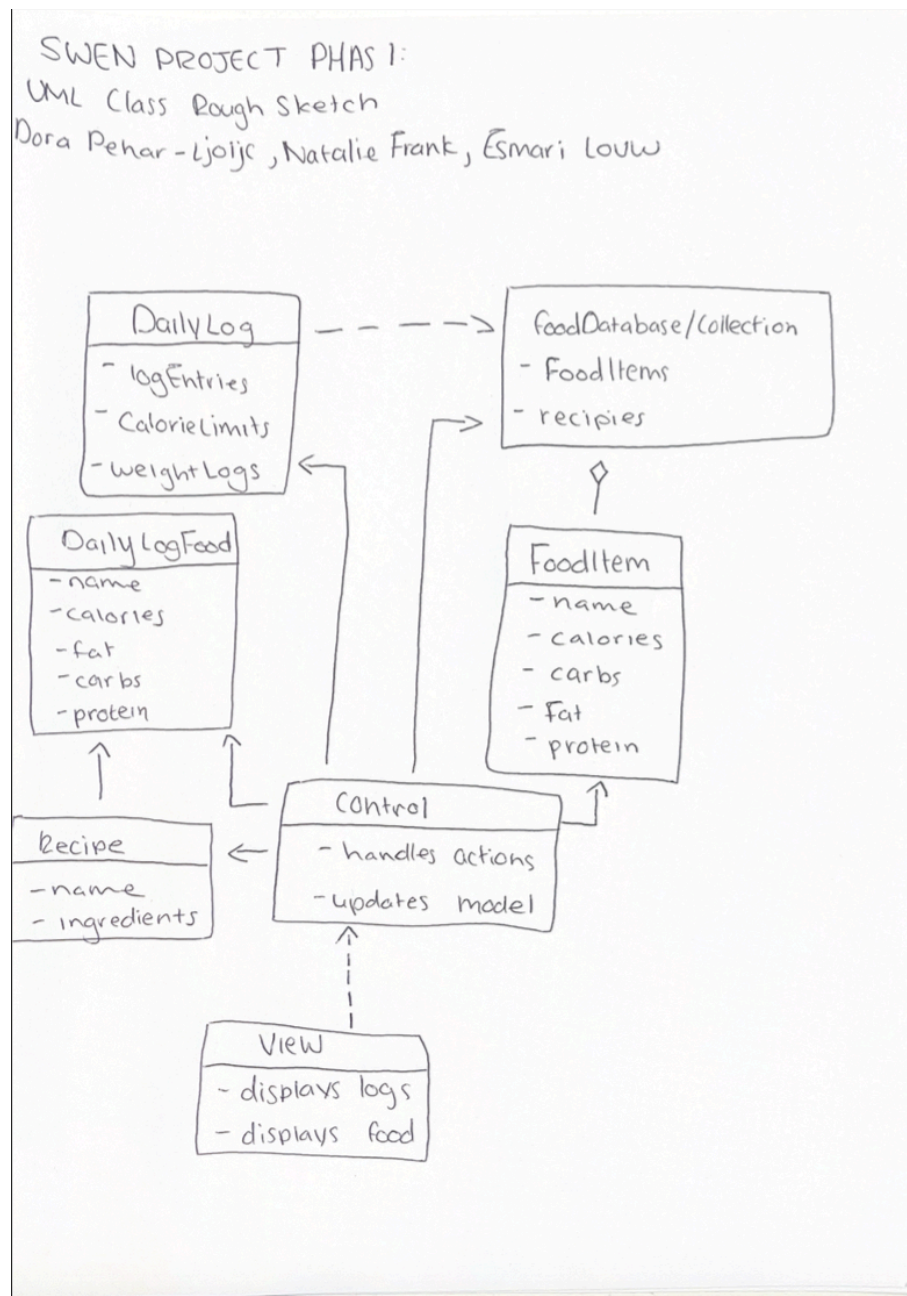 SWEN PROJECT PHAS 1:
UML Class Rough Sketch
Dora Pehar-Ljoijc, Natalie Frank, Esmari Louw
DailyLog
- logEntries
- CalorieLimits
- weightLogs
foodDatabase/Collection
- FoodItems
- recipies
DailyLogFood
- name
- calories
- fat
- carbs
- protein
FoodItem
- name
- calories
- carbs
- Fat
- protein
Control
- handles actions
- updates model
Recipe
- name
- ingredients
View
- displays logs
- displays food